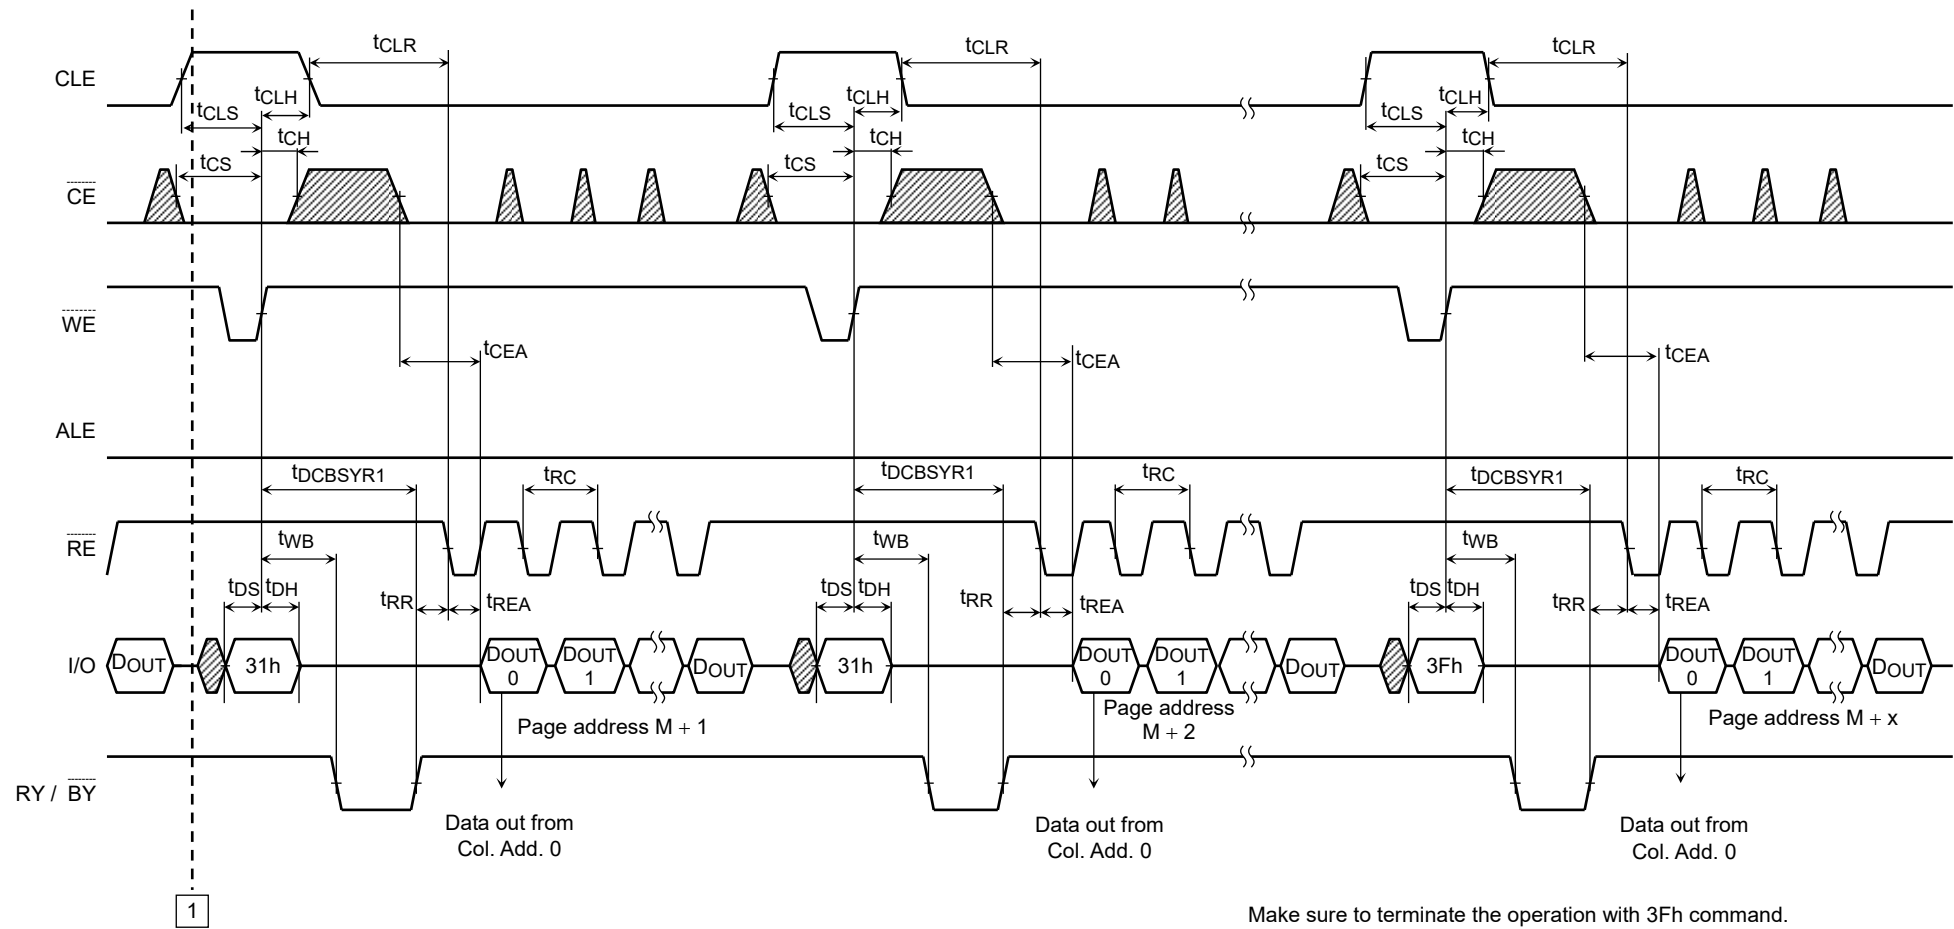 tCLR tCLR tCLR
CLE
tCLH tCLH tCLH
tCLS tCLS tCLS
tCH tCH tCH
tCS tCS tCS
CE
WE
tCEA tCEA tCEA
ALE
tDCBSYR1 tRC tDCBSYR1 tRC tDCBSYR1 tRC
RE
tWB tWB tWB
tDS tDH tDS tDH tDS tDH
tRR tREA tRR tREA tRR tREA
I/O DOUT 31h DOUT 0 DOUT 1 DOUT 31h DOUT 0 DOUT 1 DOUT 3Fh DOUT 0 DOUT 1 DOUT
Page address M + 1
Page address
M + 2
Page address M + x
RY / BY
Data out from
Col. Add. 0
Data out from
Col. Add. 0
Data out from
Col. Add. 0
1
Make sure to terminate the operation with 3Fh command.